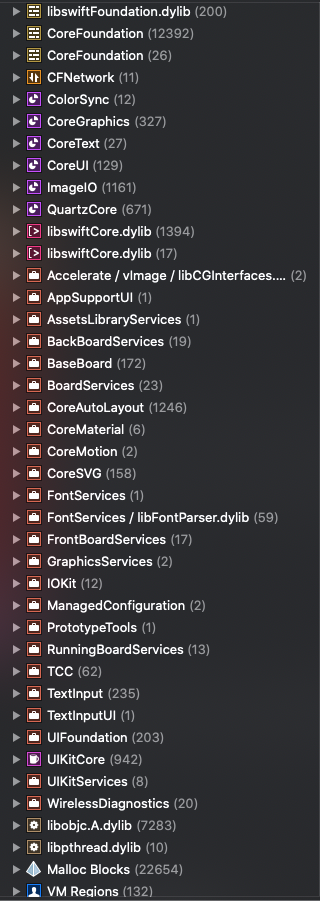 libswiftFoundation.dylib (200)
CoreFoundation (12392)
CoreFoundation (26)
CFNetwork (11)
ColorSync (12)
CoreGraphics (327)
CoreText (27)
CoreUI (129)
ImageIO (1161)
QuartzCore (671)
libswiftCore.dylib (1394)
libswiftCore.dylib (17)
Accelerate / vImage / libCGInterfaces.... (2)
AppSupportUI (1)
AssetsLibraryServices (1)
BackBoardServices (19)
BaseBoard (172)
BoardServices (23)
CoreAutoLayout (1246)
CoreMaterial (6)
CoreMotion (2)
CoreSVG (158)
FontServices (1)
FontServices / libFontParser.dylib (59)
FrontBoardServices (17)
GraphicsServices (2)
IOKit (12)
ManagedConfiguration (2)
PrototypeTools (1)
RunningBoardServices (13)
TCC (62)
TextInput (235)
TextInputUI (1)
UIFoundation (203)
UIKitCore (942)
UIKitServices (8)
WirelessDiagnostics (20)
libobjc.A.dylib (7283)
libpthread.dylib (10)
Malloc Blocks (22654)
VM Regions (132)